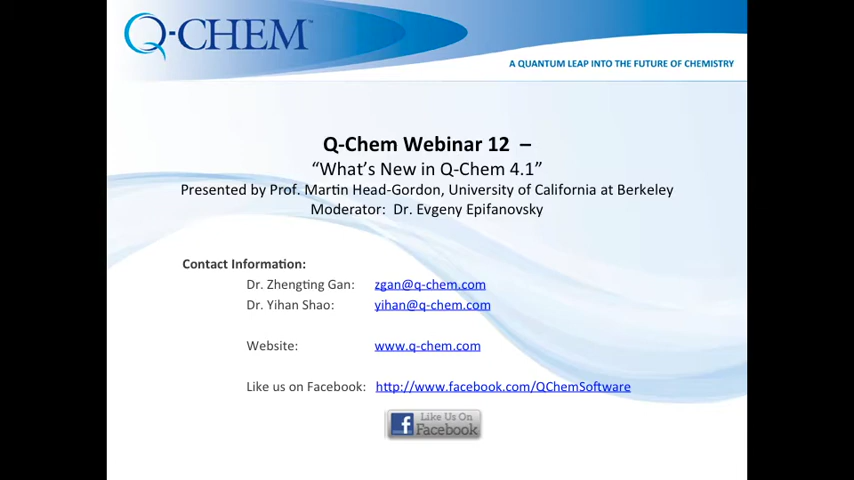 Q-CHEM™
A QUANTUM LEAP INTO THE FUTURE OF CHEMISTRY
Q-Chem Webinar 12 –
“What’s New in Q-Chem 4.1”
Presented by Prof. Martin Head-Gordon, University of California at Berkeley
Moderator: Dr. Evgeny Epifanovsky
Contact Information:
Dr. Zhengting Gan: zgan@q-chem.com
Dr. Yihan Shao: yihan@q-chem.com
Website: www.q-chem.com
Like us on Facebook: http://www.facebook.com/QChemSoftware
f Like Us On
Facebook